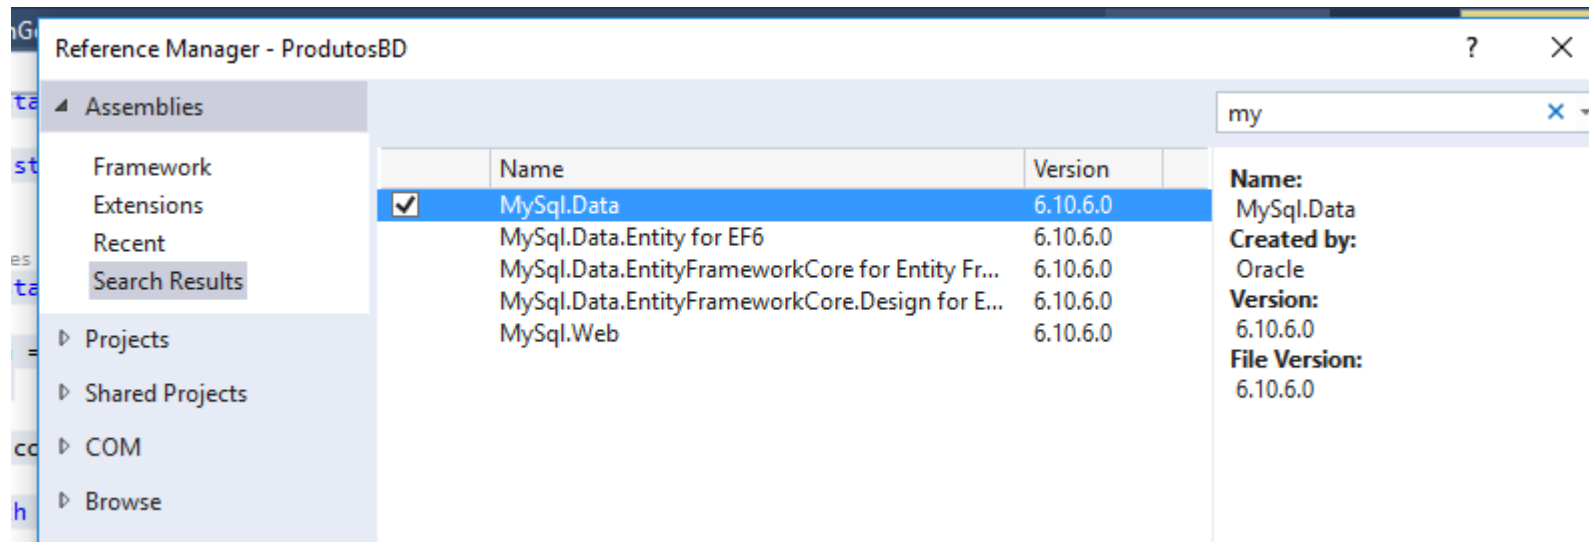 Reference Manager - ProdutosBD
?
Assemblies
my
Framework
Extensions
Recent
Search Results
Projects
Shared Projects
COM
Browse
Name Version
MySql.Data 6.10.6.0
MySql.Data.Entity for EF6 6.10.6.0
MySql.Data.EntityFrameworkCore for Entity Fr... 6.10.6.0
MySql.Data.EntityFrameworkCore.Design for E... 6.10.6.0
MySql.Web 6.10.6.0
Name:
MySql.Data
Created by:
Oracle
Version:
6.10.6.0
File Version:
6.10.6.0